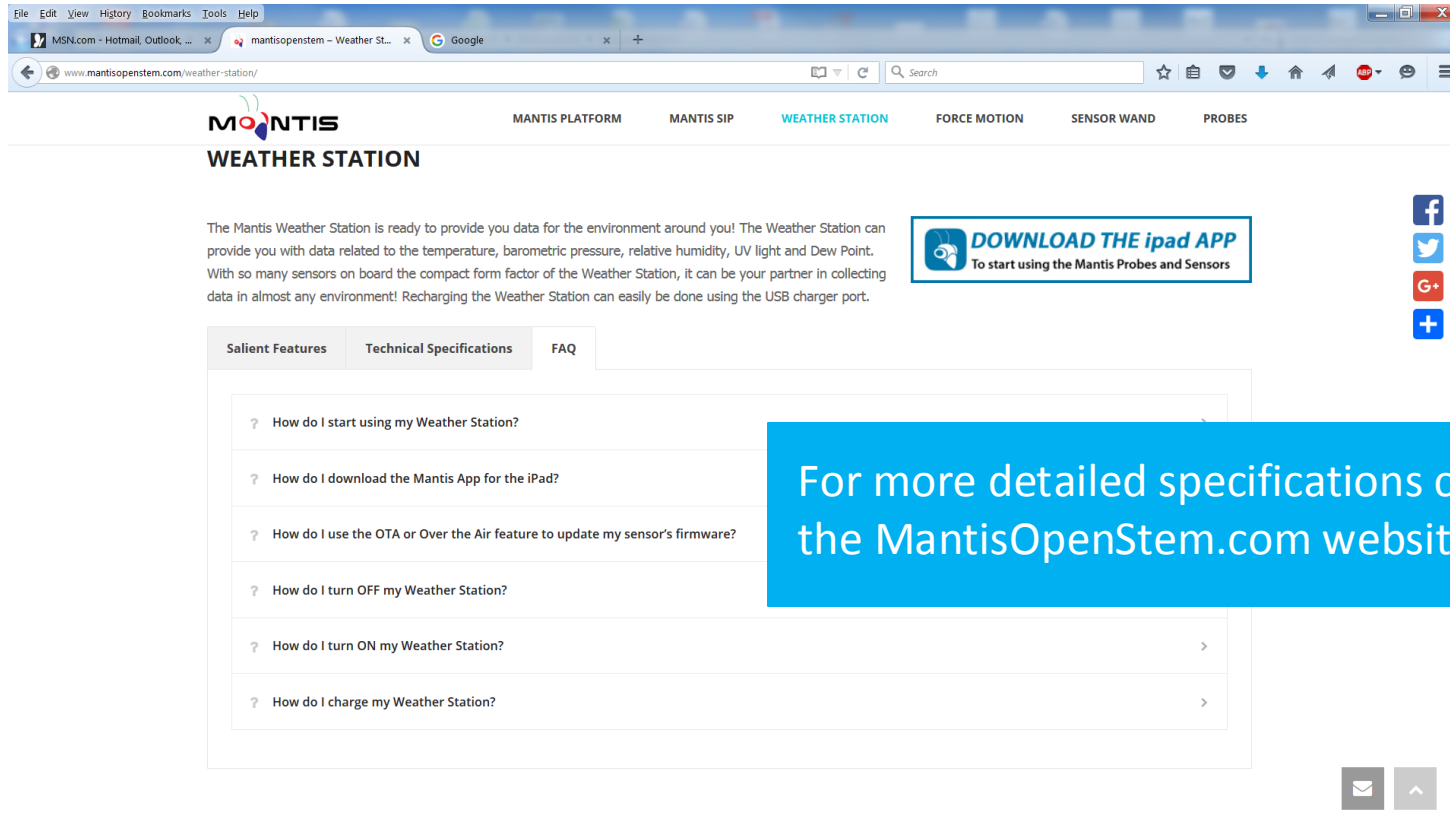 File Edit View History Bookmarks Tools Help
MSN.com - Hotmail, Outlook, ...
mantisopenstem – Weather St...
Google
www.mantisopenstem.com/weather-station/
Search
ABP
MANTIS
MANTIS PLATFORM MANTIS SIP WEATHER STATION FORCE MOTION SENSOR WAND PROBES
WEATHER STATION
The Mantis Weather Station is ready to provide you data for the environment around you! The Weather Station can
provide you with data related to the temperature, barometric pressure, relative humidity, UV light and Dew Point.
With so many sensors on board the compact form factor of the Weather Station, it can be your partner in collecting
data in almost any environment! Recharging the Weather Station can easily be done using the USB charger port.
DOWNLOAD THE ipad APP
To start using the Mantis Probes and Sensors
G+
Salient Features Technical Specifications FAQ
? How do I start using my Weather Station?
? How do I download the Mantis App for the iPad?
? How do I use the OTA or Over the Air feature to update my sensor's firmware?
? How do I turn OFF my Weather Station?
? How do I turn ON my Weather Station?
? How do I charge my Weather Station?
For more detailed specifications
the MantisOpenStem.com